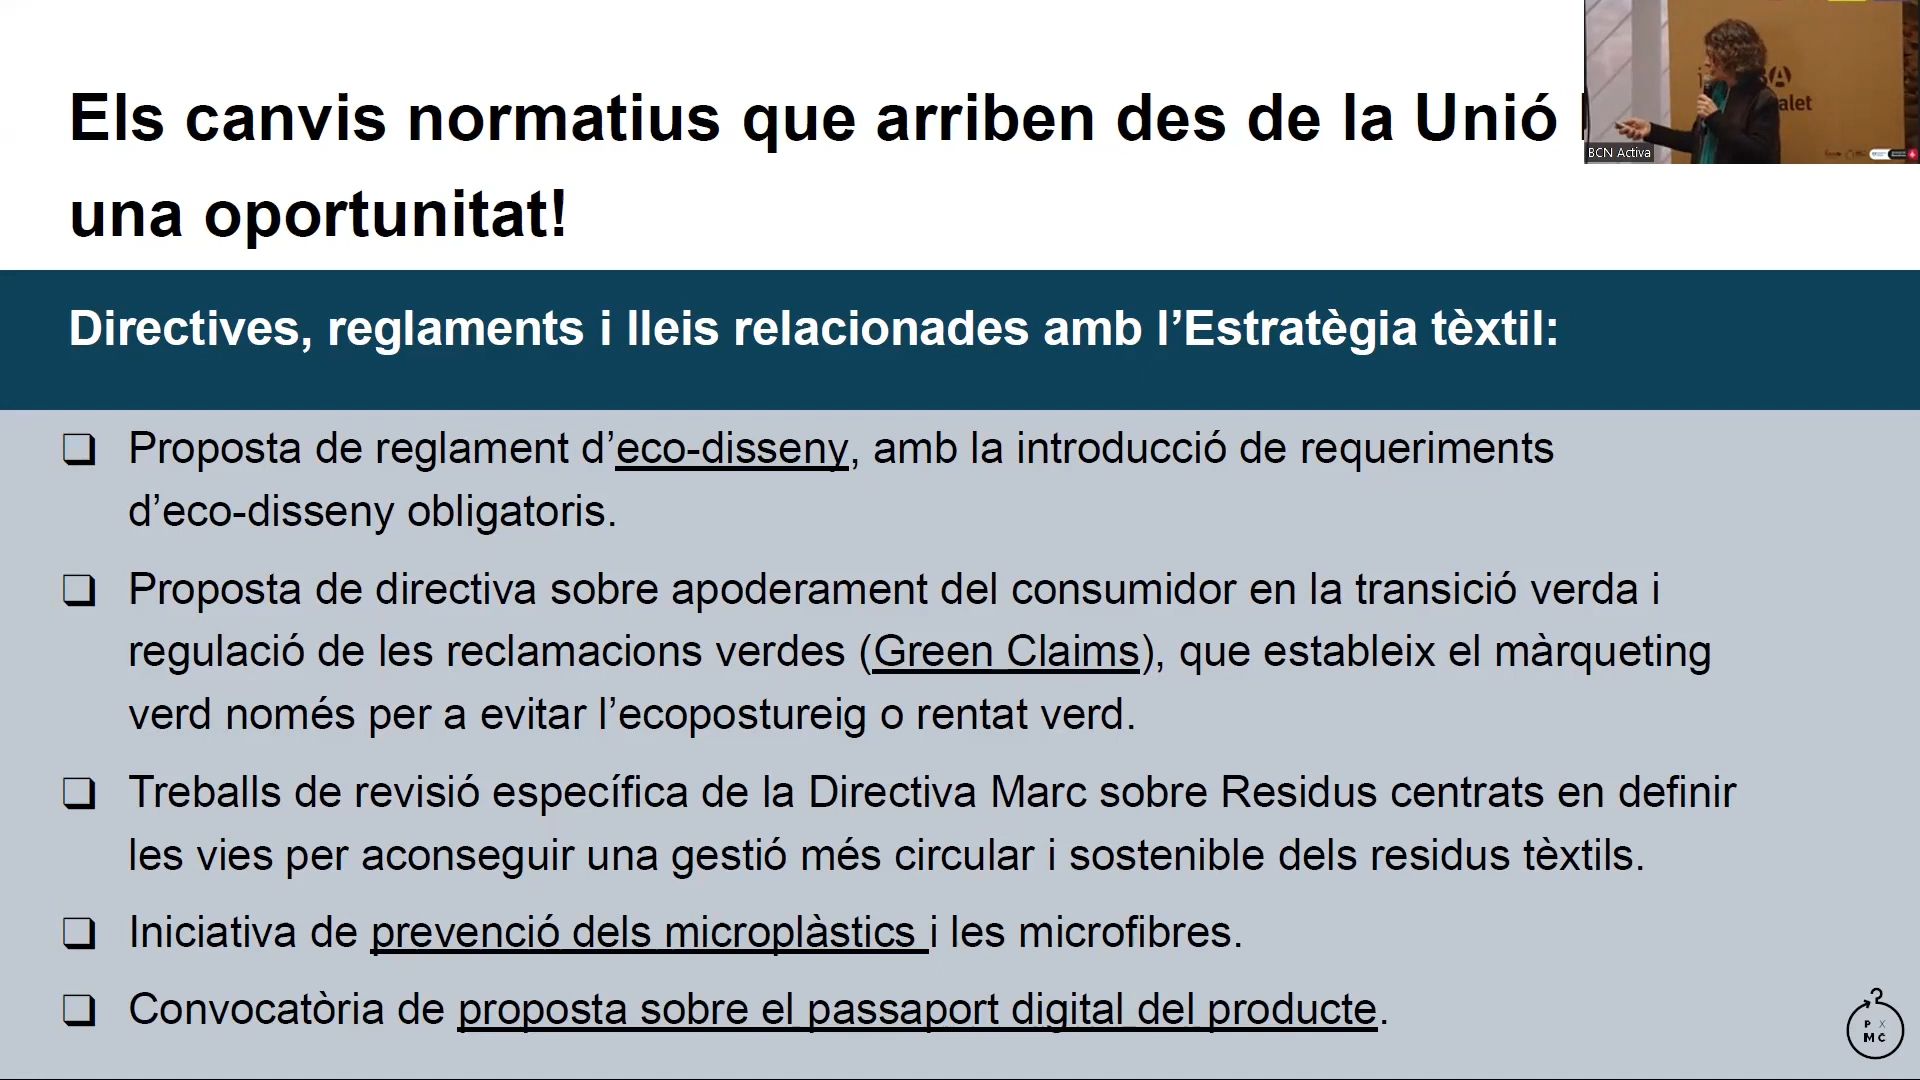 Els canvis normatius que arriben des de la Unió
una oportunitat!
BCN Activa
Directives, reglaments i lleis relacionades amb l’Estratègia tèxtil:
❑ Proposta de reglament d’eco-disseny, amb la introducció de requeriments
d’eco-disseny obligatoris.
❑ Proposta de directiva sobre apoderament del consumidor en la transició verda i
regulació de les reclamacions verdes (Green Claims), que estableix el màrqueting
verd només per a evitar l’ecopostureig o rentat verd.
❑ Treballs de revisió específica de la Directiva Marc sobre Residus centrats en definir
les vies per aconseguir una gestió més circular i sostenible dels residus tèxtils.
❑ Iniciativa de prevenció dels microplàstics i les microfibres.
❑ Convocatòria de proposta sobre el passaport digital del producte.
P X
M C